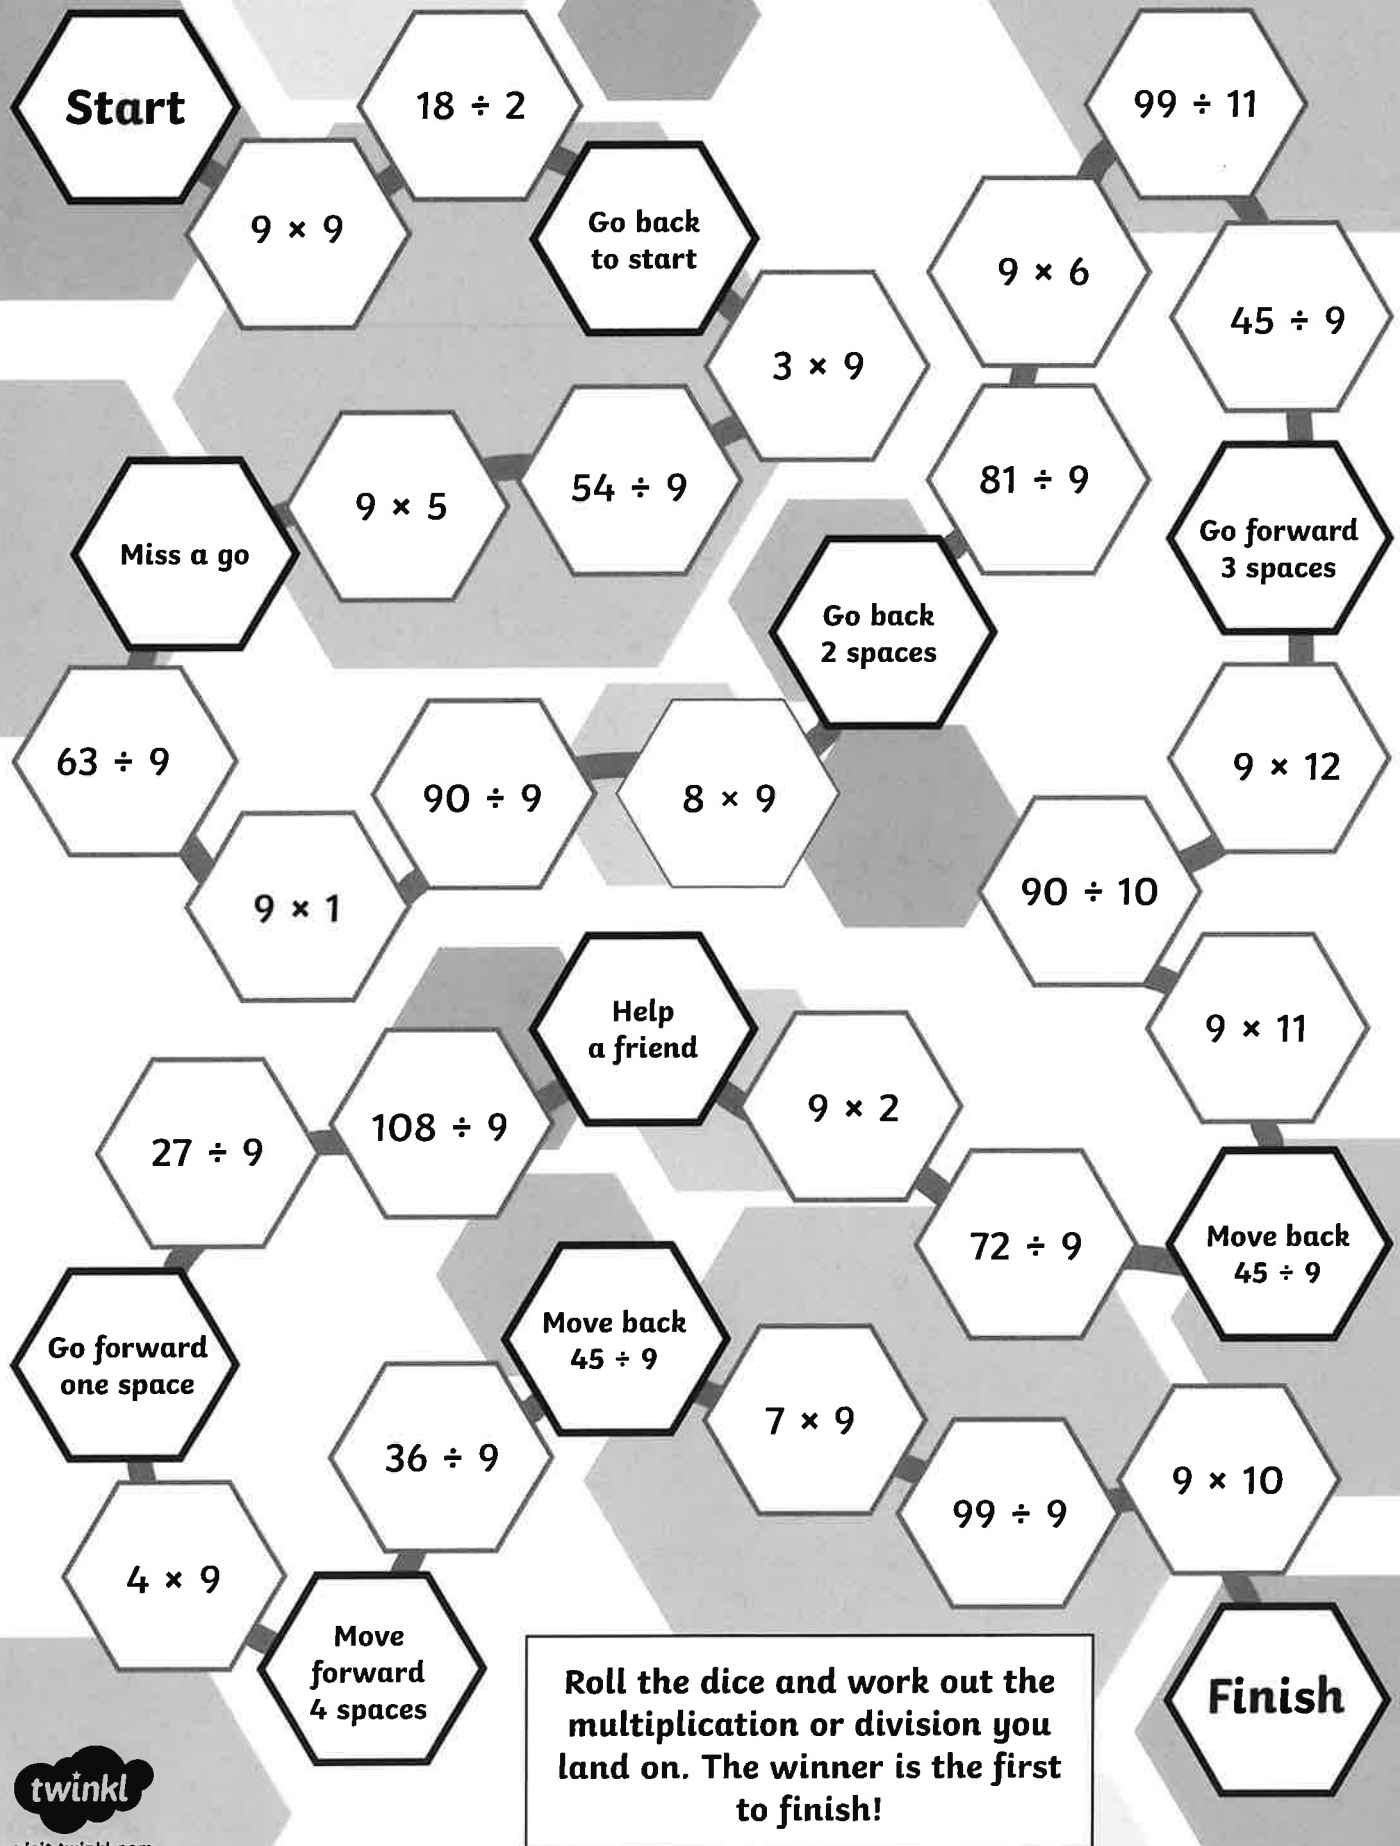 Start
9 × 9
18 ÷ 2
Go back
to start
3 × 9
54 ÷ 9
9 × 5
Miss a go
63 ÷ 9
9 × 1
90 ÷ 9
8 × 9
Go back
2 spaces
81 ÷ 9
9 × 6
99 ÷ 11
45 ÷ 9
Go forward
3 spaces
9 × 12
90 ÷ 10
9 × 11
Move back
45 ÷ 9
72 ÷ 9
9 × 2
Help
a friend
108 ÷ 9
27 ÷ 9
Go forward
one space
4 × 9
Move
forward
4 spaces
36 ÷ 9
Move back
45 ÷ 9
7 × 9
99 ÷ 9
9 × 10
Finish
Roll the dice and work out the
multiplication or division you
land on. The winner is the first
to finish!
twinkl